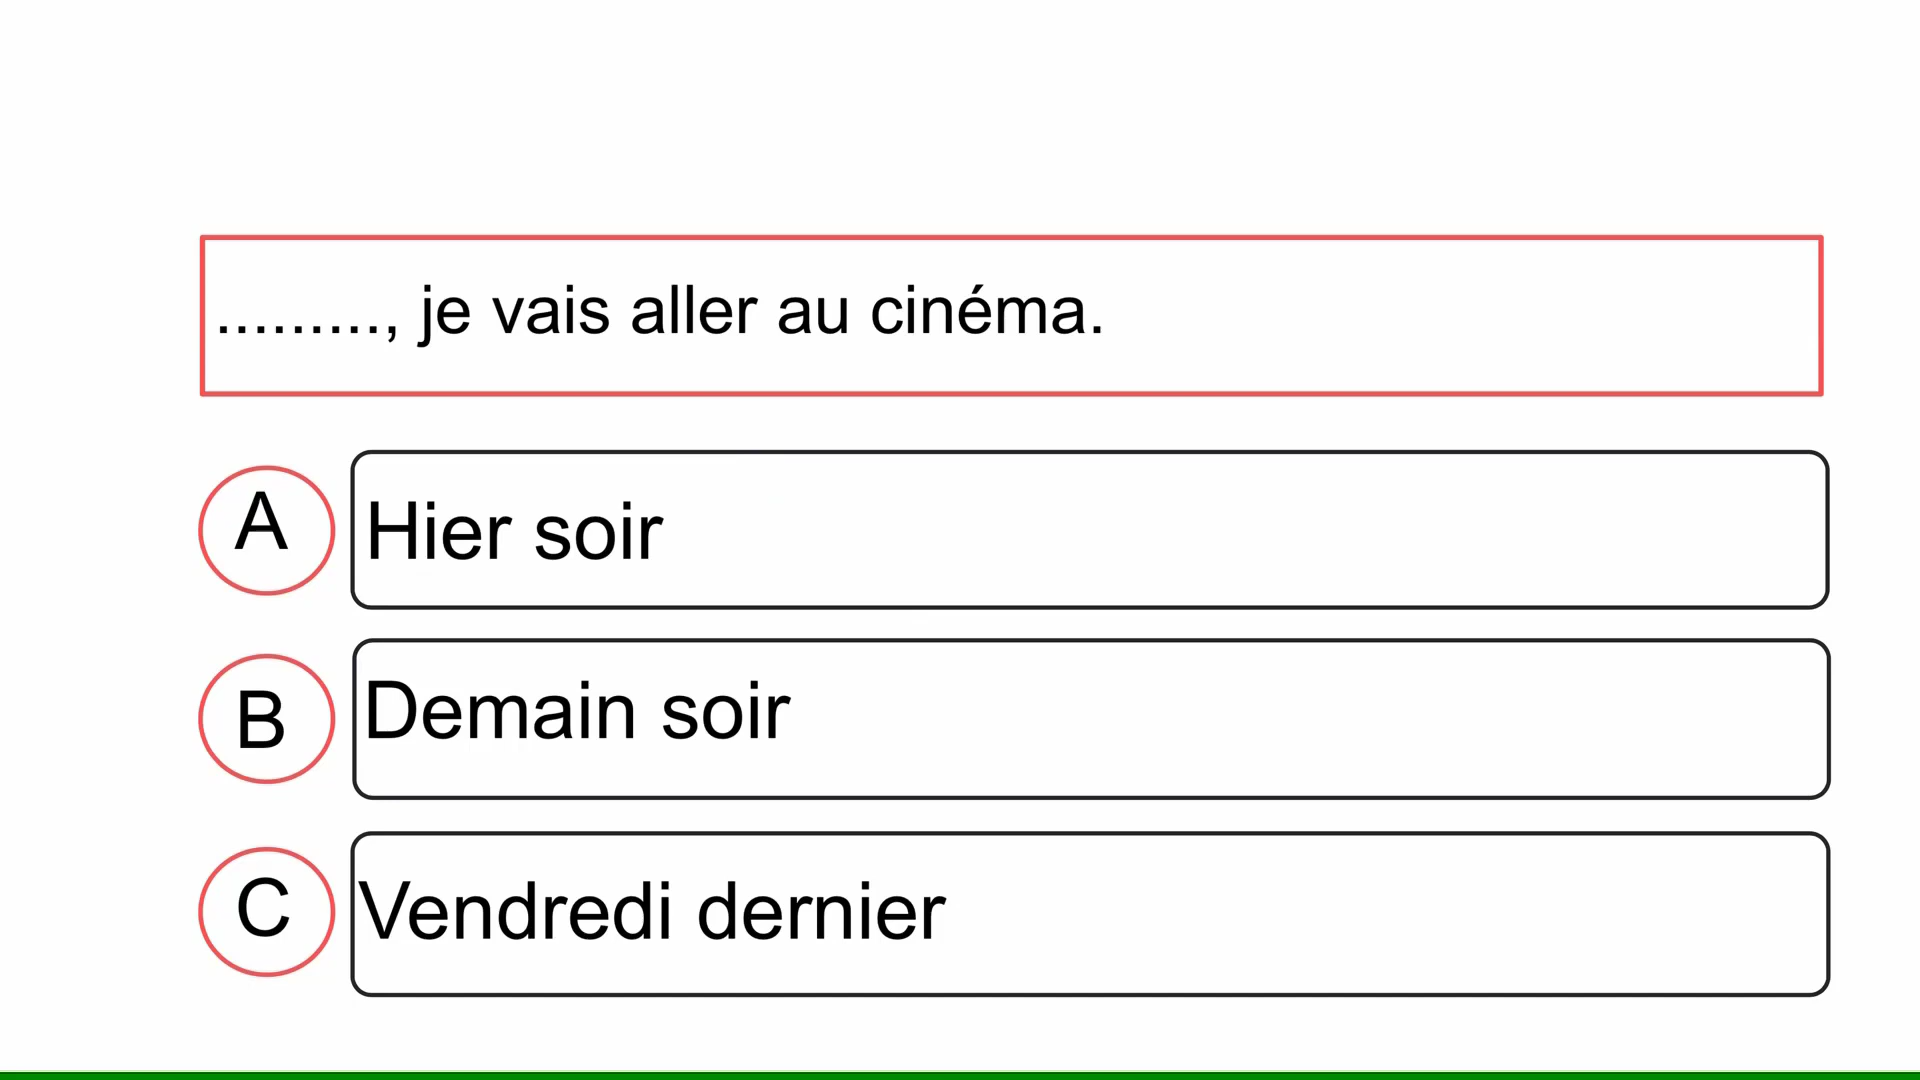 ........., je vais aller au cinéma.
A
Hier soir
B
Demain soir
C
Vendredi dernier